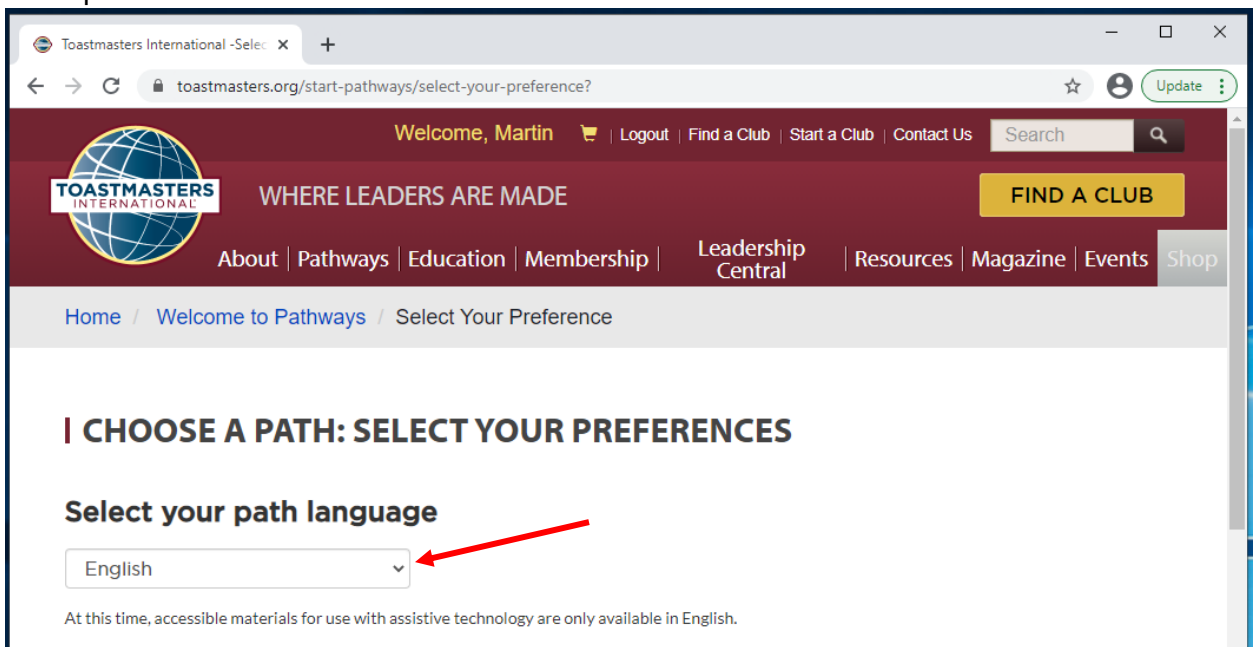 Toastmasters International -Selec
toastmasters.org/start-pathways/select-your-preference?
Update
Welcome, Martin | Logout | Find a Club | Start a Club | Contact Us Search
TOASTMASTERS
INTERNATIONAL
WHERE LEADERS ARE MADE
FIND A CLUB
About | Pathways | Education | Membership | Leadership Central | Resources | Magazine | Events Shop
Home / Welcome to Pathways / Select Your Preference
CHOOSE A PATH: SELECT YOUR PREFERENCES
Select your path language
English
At this time, accessible materials for use with assistive technology are only available in English.